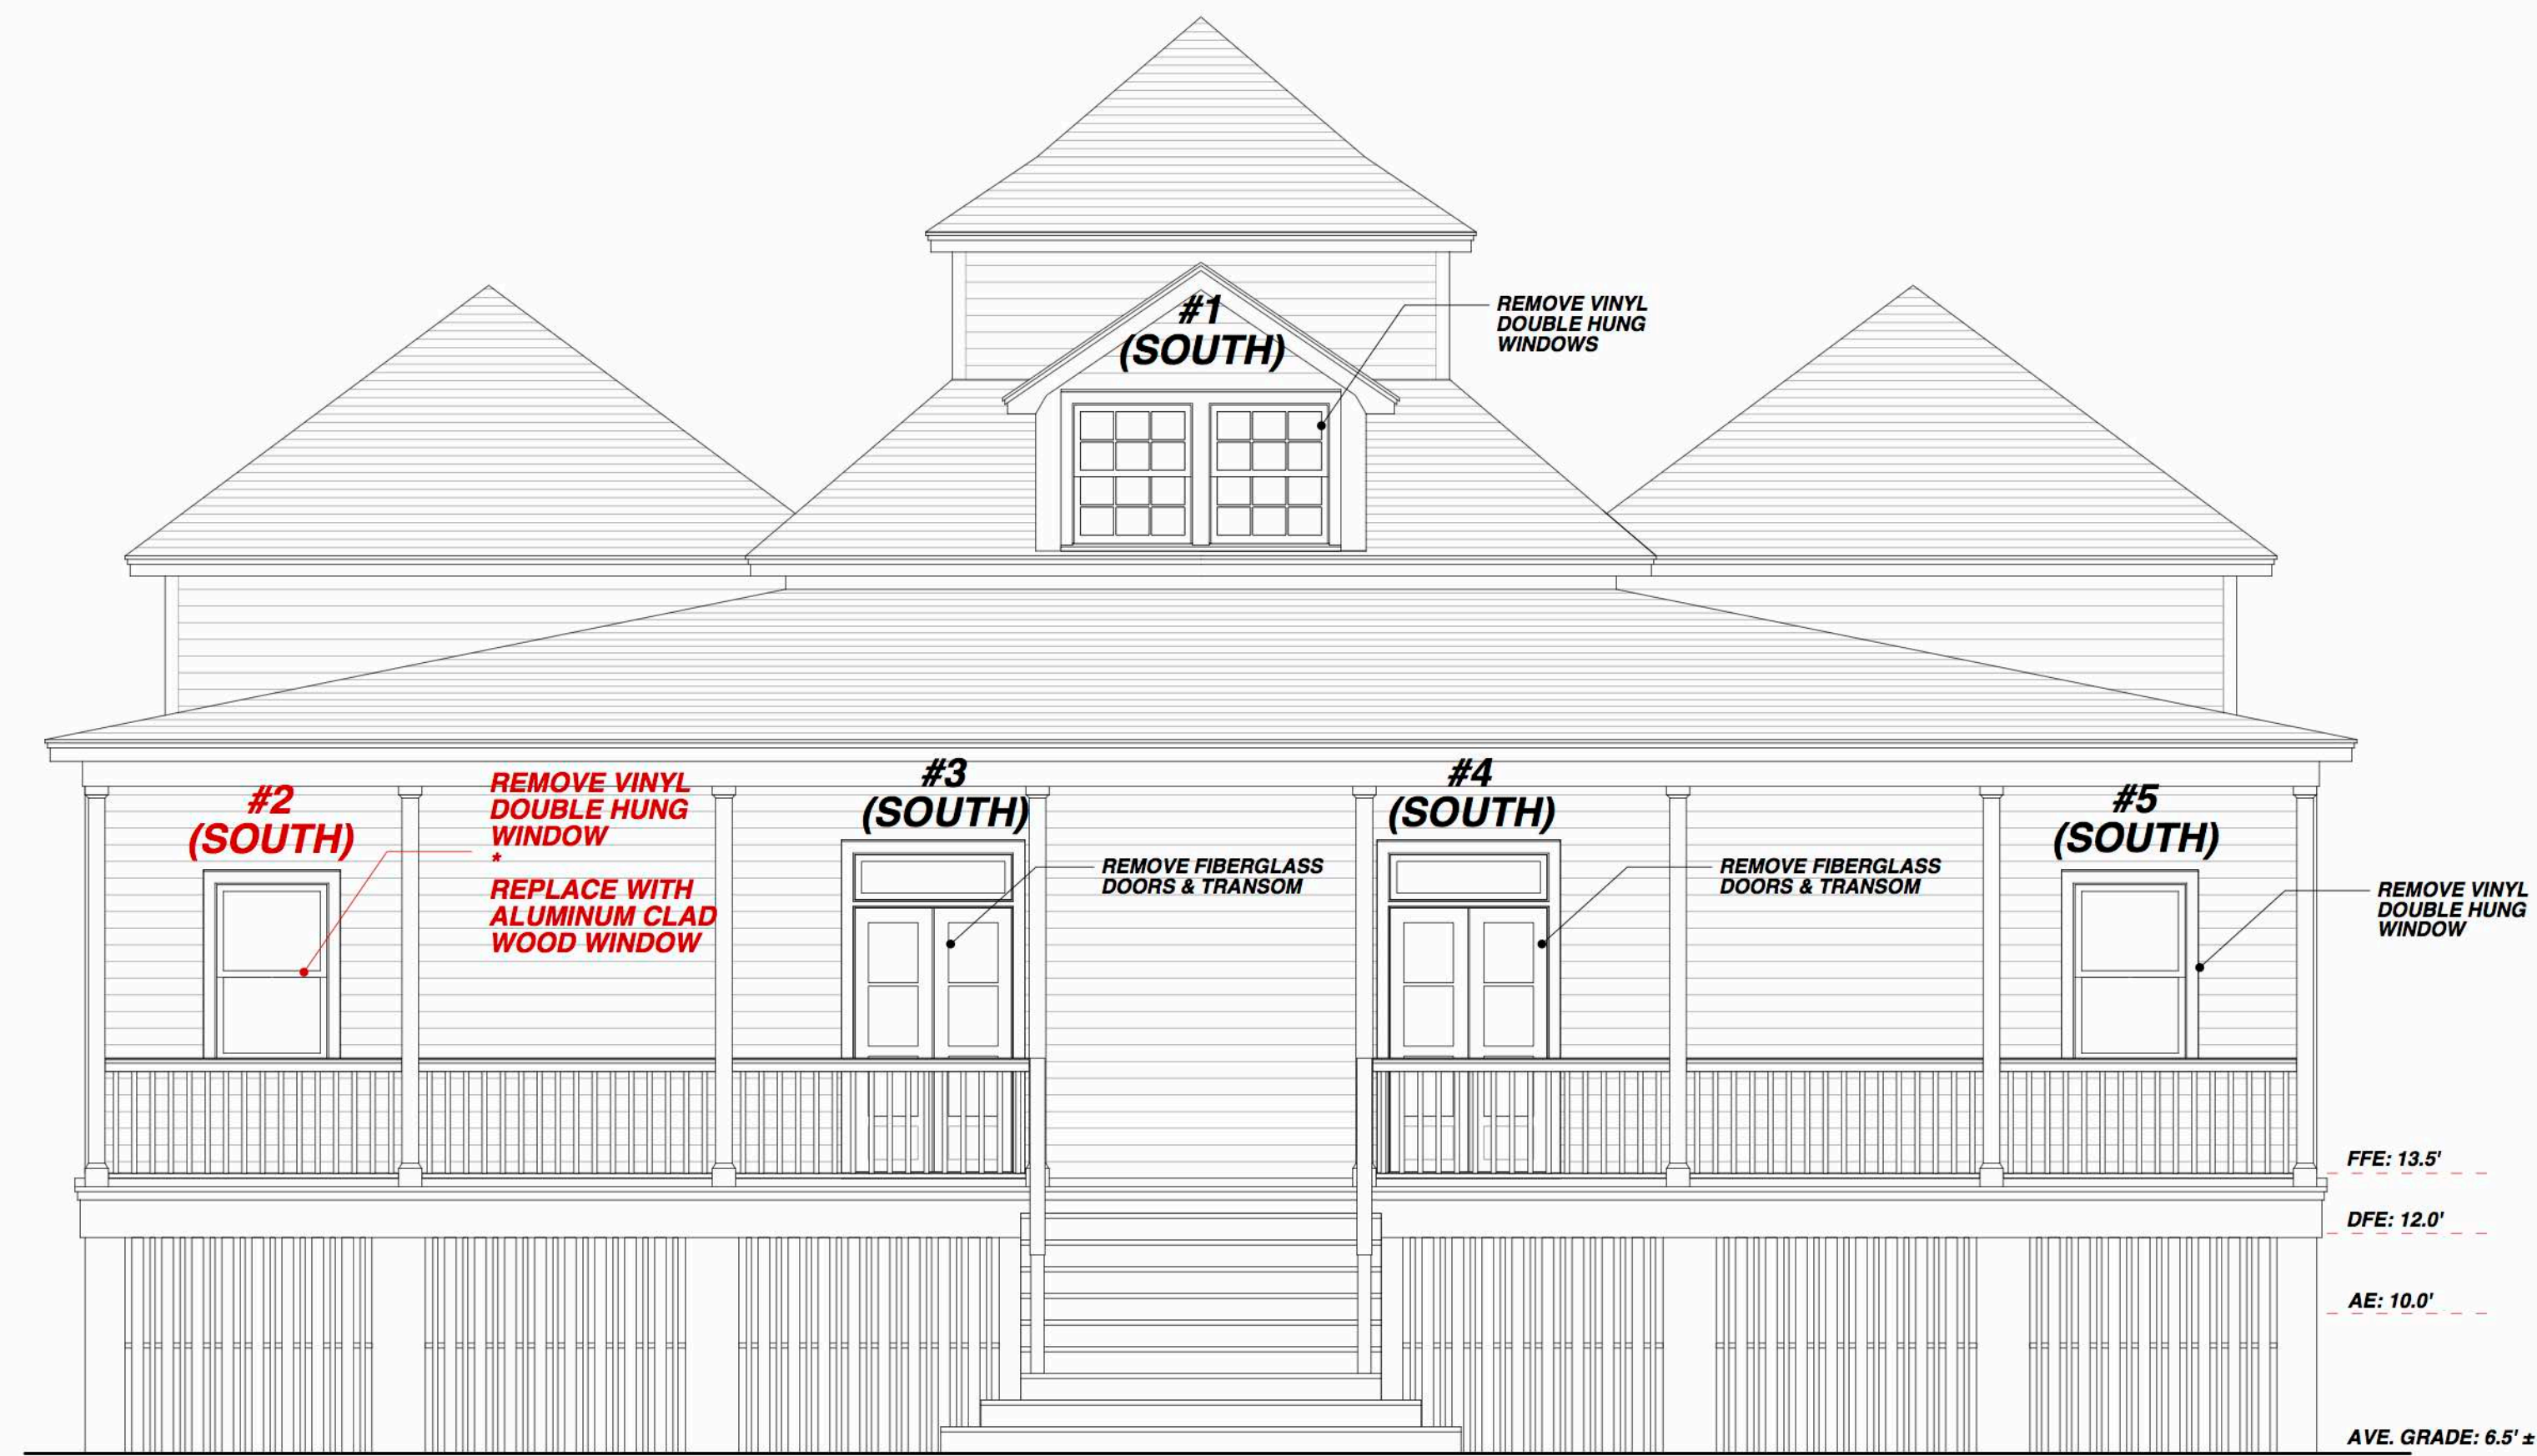 #1
(SOUTH)
REMOVE VINYL
DOUBLE HUNG
WINDOWS
#2
(SOUTH)
REMOVE VINYL
DOUBLE HUNG
WINDOW
*
REPLACE WITH
ALUMINUM CLAD
WOOD WINDOW
#3
(SOUTH)
REMOVE FIBERGLASS
DOORS & TRANSOM
#4
(SOUTH)
REMOVE FIBERGLASS
DOORS & TRANSOM
#5
(SOUTH)
REMOVE VINYL
DOUBLE HUNG
WINDOW
FFE: 13.5'
DFE: 12.0'
AE: 10.0'
AVE. GRADE: 6.5' ±